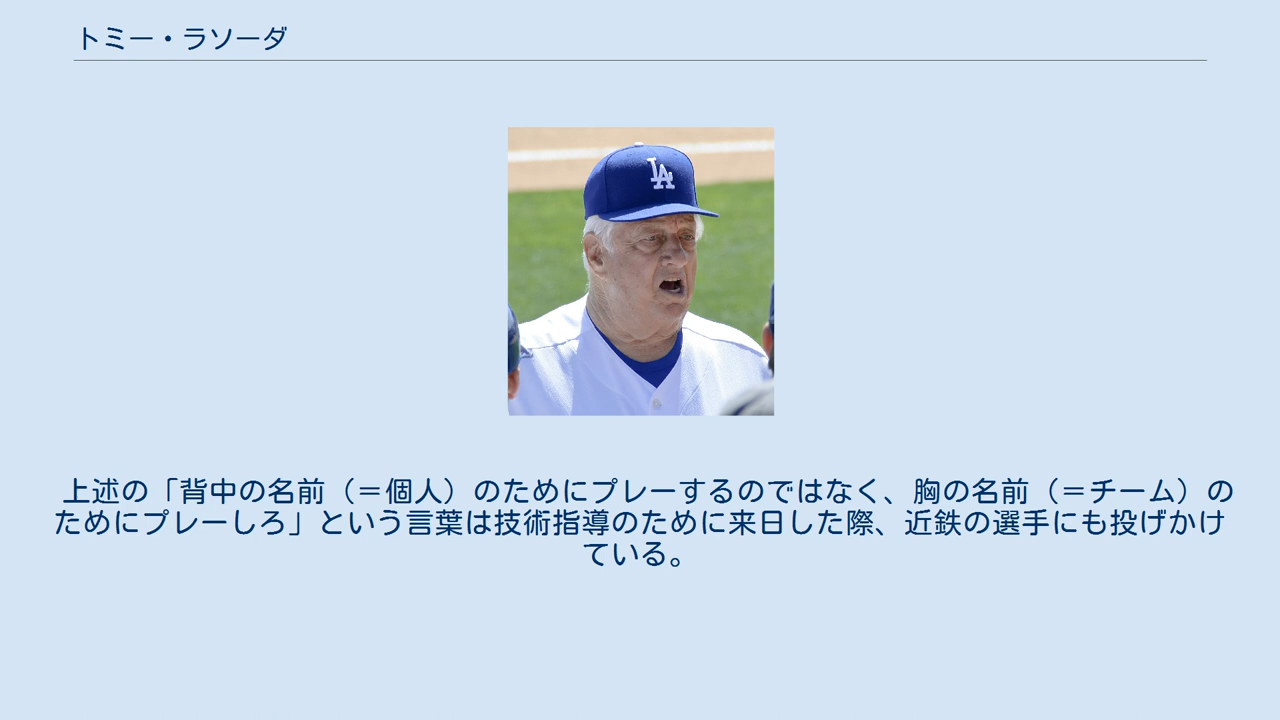 トミー・ラソーダ
LA
上述の「背中の名前（＝個人）のためにプレーするのではなく、胸の名前（＝チーム）の
ためにプレーしろ」という言葉は技術指導のために来日した際、近鉄の選手にも投げかけ
ている。